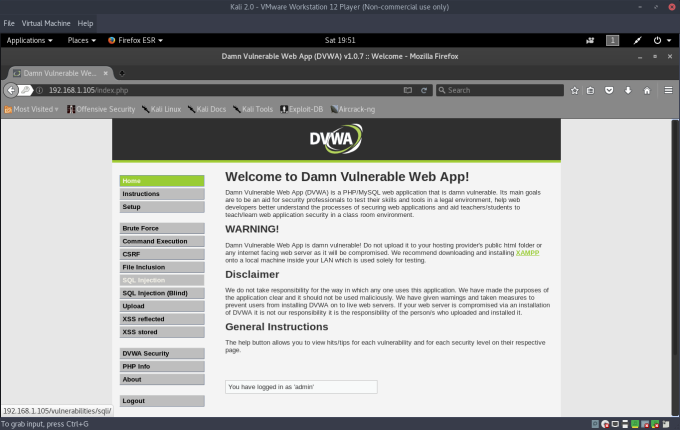 Kali 2.0 - VMware Workstation 12 Player (Non-commercial use only)
File Virtual Machine Help
Applications Places Firefox ESR Sat 19:51 1
Damn Vulnerable Web App (DVWA) v1.0.7 :: Welcome - Mozilla Firefox
Damn Vulnerable We...
192.168.1.105/index.php Search
Most Visited Offensive Security Kali Linux Kali Docs Kali Tools Exploit-DB Aircrack-ng
DVWA
Home
Instructions
Setup
Brute Force
Command Execution
CSRF
File Inclusion
SQL Injection
SQL Injection (Blind)
Upload
XSS reflected
XSS stored
DVWA Security
PHP Info
About
Logout
Welcome to Damn Vulnerable Web App!
Damn Vulnerable Web App (DVWA) is a PHP/MySQL web application that is damn vulnerable. Its main goals
are to be an aid for security professionals to test their skills and tools in a legal environment, help web
developers better understand the processes of securing web applications and aid teachers/students to
teach/learn web application security in a class room environment.
WARNING!
Damn Vulnerable Web App is damn vulnerable! Do not upload it to your hosting provider's public html folder or
any internet facing web server as it will be compromised. We recommend downloading and installing XAMPP
onto a local machine inside your LAN which is used solely for testing.
Disclaimer
We do not take responsibility for the way in which any one uses this application. We have made the purposes of
the application clear and it should not be used maliciously. We have given warnings and taken measures to
prevent users from installing DVWA on to live web servers. If your web server is compromised via an installation
of DVWA it is not our responsibility it is the responsibility of the person/s who uploaded and installed it.
General Instructions
The help button allows you to view hits/tips for each vulnerability and for each security level on their respective
page.
You have logged in as 'admin'
192.168.1.105/vulnerabilities/sqli/
To grab input, press Ctrl+G